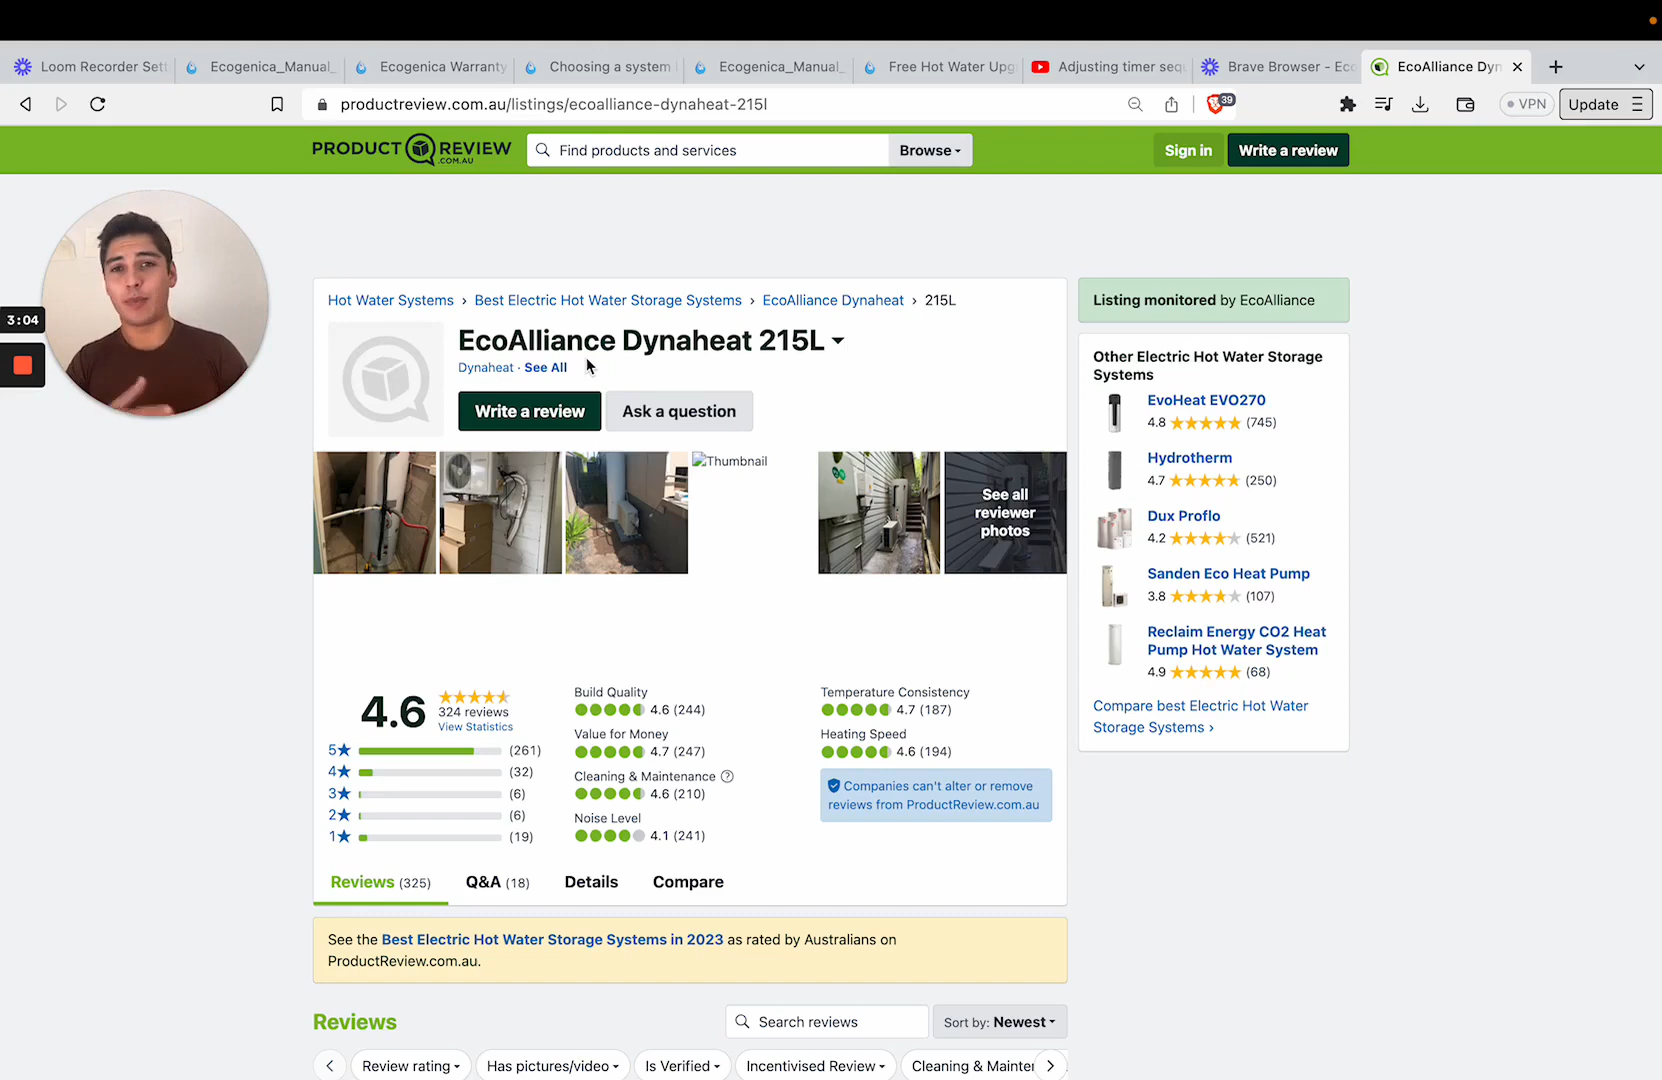 Loom Recorder Sett
Ecogenica_Manual_
Ecogenica Warranty
Choosing a system
Ecogenica_Manual_
Free Hot Water Upg
Adjusting timer seq
Brave Browser - Ecc
EcoAlliance Dyn
productreview.com.au/listings/ecoalliance-dynaheat-215l
39
VPN
Update
PRODUCT REVIEW
.COM.AU
Find products and services
Browse
Sign in
Write a review
3:04
Hot Water Systems › Best Electric Hot Water Storage Systems › EcoAlliance Dynaheat › 215L
EcoAlliance Dynaheat 215L
Dynaheat · See All
Write a review
Ask a question
Thumbnail
See all
reviewer
photos
4.6
324 reviews
View Statistics
5★ (261)
4★ (32)
3★ (6)
2★ (6)
1★ (19)
Build Quality
4.6 (244)
Value for Money
4.7 (247)
Cleaning & Maintenance ?
4.6 (210)
Noise Level
4.1 (241)
Temperature Consistency
4.7 (187)
Heating Speed
4.6 (194)
Companies can't alter or remove
reviews from ProductReview.com.au
Reviews (325)
Q&A (18)
Details
Compare
Listing monitored by EcoAlliance
Other Electric Hot Water Storage
Systems
EvoHeat EVO270
4.8 ★★★★★ (745)
Hydrotherm
4.7 ★★★★★ (250)
Dux Proflo
4.2 ★★★★★ (521)
Sanden Eco Heat Pump
3.8 ★★★★★ (107)
Reclaim Energy CO2 Heat
Pump Hot Water System
4.9 ★★★★★ (68)
Compare best Electric Hot Water
Storage Systems ›
See the Best Electric Hot Water Storage Systems in 2023 as rated by Australians on
ProductReview.com.au.
Reviews
Search reviews
Sort by: Newest
Review rating
Has pictures/video
Is Verified
Incentivised Review
Cleaning & Mainter